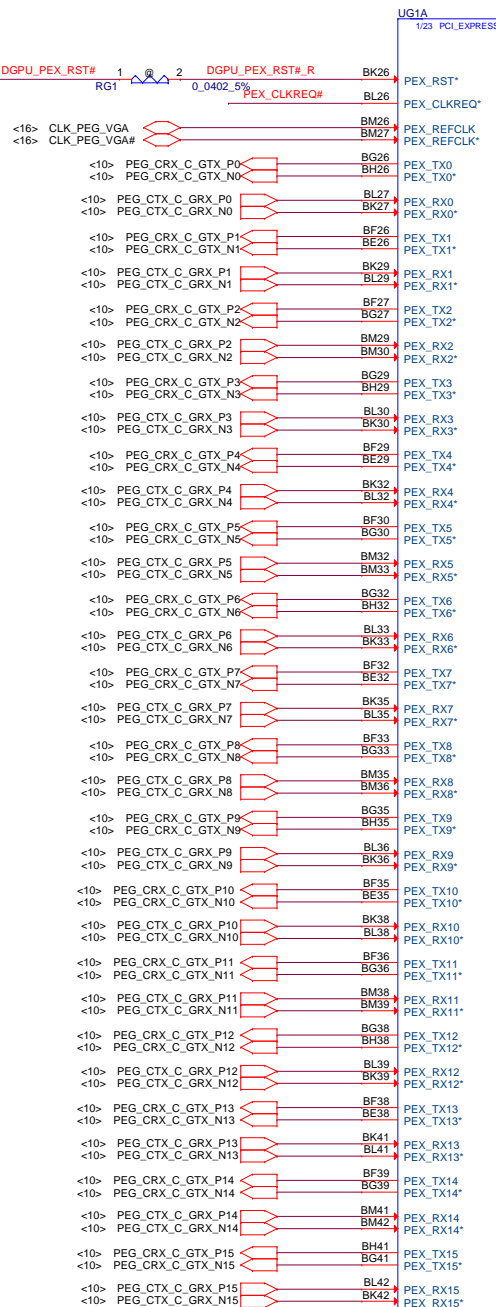 UG1A
1/23 PCI_EXPRESS
DGPU_PEX_RST# 1 @ 2 DGPU_PEX_RST#_R BK26 PEX_RST*
RG1 0_0402_5%
PEX_CLKREQ# BL26 PEX_CLKREQ*
<16> CLK_PEG_VGA BM26 PEX_REFCLK
<16> CLK_PEG_VGA# BM27 PEX_REFCLK*
<10> PEG_CRX_C_GTX_P0 BG26 PEX_TX0
<10> PEG_CRX_C_GTX_N0 BH26 PEX_TX0*
<10> PEG_CTX_C_GRX_P0 BL27 PEX_RX0
<10> PEG_CTX_C_GRX_N0 BK27 PEX_RX0*
<10> PEG_CRX_C_GTX_P1 BF26 PEX_TX1
<10> PEG_CRX_C_GTX_N1 BE26 PEX_TX1*
<10> PEG_CTX_C_GRX_P1 BK29 PEX_RX1
<10> PEG_CTX_C_GRX_N1 BL29 PEX_RX1*
<10> PEG_CRX_C_GTX_P2 BF27 PEX_TX2
<10> PEG_CRX_C_GTX_N2 BG27 PEX_TX2*
<10> PEG_CTX_C_GRX_P2 BM29 PEX_RX2
<10> PEG_CTX_C_GRX_N2 BM30 PEX_RX2*
<10> PEG_CRX_C_GTX_P3 BG29 PEX_TX3
<10> PEG_CRX_C_GTX_N3 BH29 PEX_TX3*
<10> PEG_CTX_C_GRX_P3 BL30 PEX_RX3
<10> PEG_CTX_C_GRX_N3 BK30 PEX_RX3*
<10> PEG_CRX_C_GTX_P4 BF29 PEX_TX4
<10> PEG_CRX_C_GTX_N4 BE29 PEX_TX4*
<10> PEG_CTX_C_GRX_P4 BK32 PEX_RX4
<10> PEG_CTX_C_GRX_N4 BL32 PEX_RX4*
<10> PEG_CRX_C_GTX_P5 BF30 PEX_TX5
<10> PEG_CRX_C_GTX_N5 BG30 PEX_TX5*
<10> PEG_CTX_C_GRX_P5 BM32 PEX_RX5
<10> PEG_CTX_C_GRX_N5 BM33 PEX_RX5*
<10> PEG_CRX_C_GTX_P6 BG32 PEX_TX6
<10> PEG_CRX_C_GTX_N6 BH32 PEX_TX6*
<10> PEG_CTX_C_GRX_P6 BL33 PEX_RX6
<10> PEG_CTX_C_GRX_N6 BK33 PEX_RX6*
<10> PEG_CRX_C_GTX_P7 BF32 PEX_TX7
<10> PEG_CRX_C_GTX_N7 BE32 PEX_TX7*
<10> PEG_CTX_C_GRX_P7 BK35 PEX_RX7
<10> PEG_CTX_C_GRX_N7 BL35 PEX_RX7*
<10> PEG_CRX_C_GTX_P8 BF33 PEX_TX8
<10> PEG_CRX_C_GTX_N8 BG33 PEX_TX8*
<10> PEG_CTX_C_GRX_P8 BM35 PEX_RX8
<10> PEG_CTX_C_GRX_N8 BM36 PEX_RX8*
<10> PEG_CRX_C_GTX_P9 BG35 PEX_TX9
<10> PEG_CRX_C_GTX_N9 BH35 PEX_TX9*
<10> PEG_CTX_C_GRX_P9 BL36 PEX_RX9
<10> PEG_CTX_C_GRX_N9 BK36 PEX_RX9*
<10> PEG_CRX_C_GTX_P10 BF35 PEX_TX10
<10> PEG_CRX_C_GTX_N10 BE35 PEX_TX10*
<10> PEG_CTX_C_GRX_P10 BK38 PEX_RX10
<10> PEG_CTX_C_GRX_N10 BL38 PEX_RX10*
<10> PEG_CRX_C_GTX_P11 BF36 PEX_TX11
<10> PEG_CRX_C_GTX_N11 BG36 PEX_TX11*
<10> PEG_CTX_C_GRX_P11 BM38 PEX_RX11
<10> PEG_CTX_C_GRX_N11 BM39 PEX_RX11*
<10> PEG_CRX_C_GTX_P12 BG38 PEX_TX12
<10> PEG_CRX_C_GTX_N12 BH38 PEX_TX12*
<10> PEG_CTX_C_GRX_P12 BL39 PEX_RX12
<10> PEG_CTX_C_GRX_N12 BK39 PEX_RX12*
<10> PEG_CRX_C_GTX_P13 BF38 PEX_TX13
<10> PEG_CRX_C_GTX_N13 BE38 PEX_TX13*
<10> PEG_CTX_C_GRX_P13 BK41 PEX_RX13
<10> PEG_CTX_C_GRX_N13 BL41 PEX_RX13*
<10> PEG_CRX_C_GTX_P14 BF39 PEX_TX14
<10> PEG_CRX_C_GTX_N14 BG39 PEX_TX14*
<10> PEG_CTX_C_GRX_P14 BM41 PEX_RX14
<10> PEG_CTX_C_GRX_N14 BM42 PEX_RX14*
<10> PEG_CRX_C_GTX_P15 BH41 PEX_TX15
<10> PEG_CRX_C_GTX_N15 BG41 PEX_TX15*
<10> PEG_CTX_C_GRX_P15 BL42 PEX_RX15
<10> PEG_CTX_C_GRX_N15 BK42 PEX_RX15*